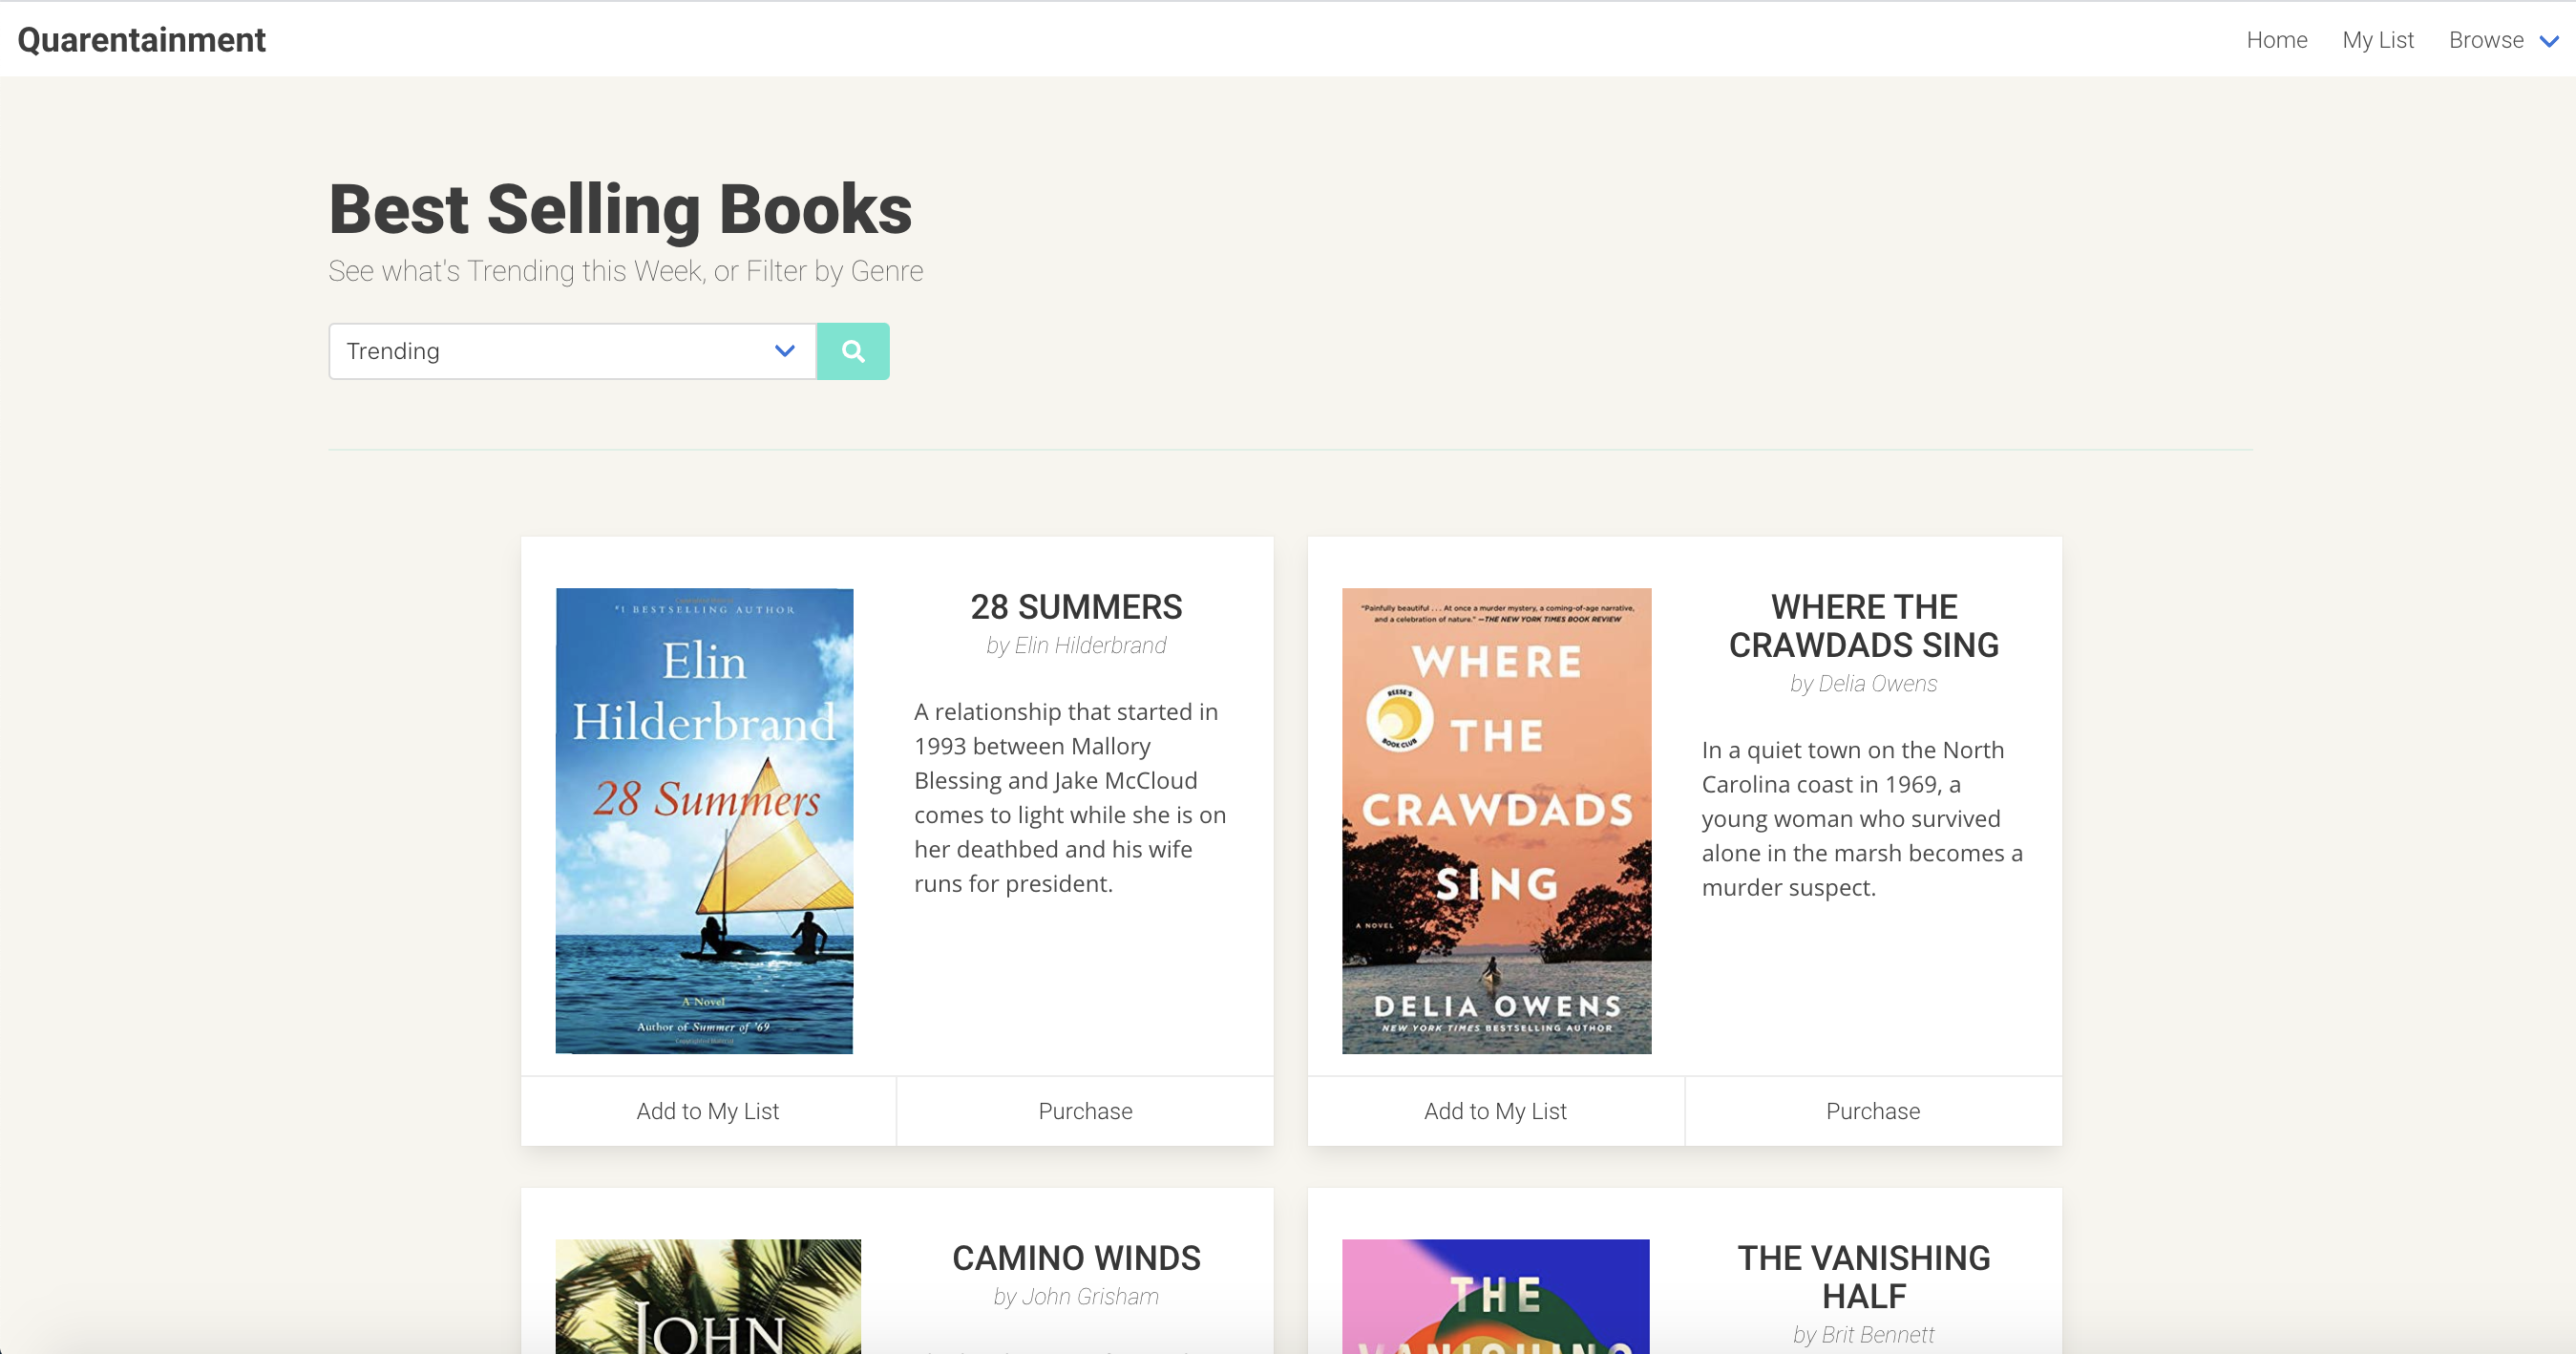 Quarentainment
Home My List Browse
Best Selling Books
See what's Trending this Week, or Filter by Genre
Trending
#1 BESTSELLING AUTHOR
Elin
Hilderbrand
28 Summers
A Novel
Author of Summer of '69
28 SUMMERS
by Elin Hilderbrand
A relationship that started in
1993 between Mallory
Blessing and Jake McCloud
comes to light while she is on
her deathbed and his wife
runs for president.
Add to My List
Purchase
"Painfully beautiful . . . At once a murder mystery, a coming-of-age narrative,
and a celebration of nature." —THE NEW YORK TIMES BOOK REVIEW
WHERE
REESE'S
BOOK CLUB
THE
CRAWDADS
SING
A NOVEL
DELIA OWENS
NEW YORK TIMES BESTSELLING AUTHOR
WHERE THE
CRAWDADS SING
by Delia Owens
In a quiet town on the North
Carolina coast in 1969, a
young woman who survived
alone in the marsh becomes a
murder suspect.
Add to My List
Purchase
JOHN
CAMINO WINDS
by John Grisham
THE
VANISHING
THE VANISHING
HALF
by Brit Bennett